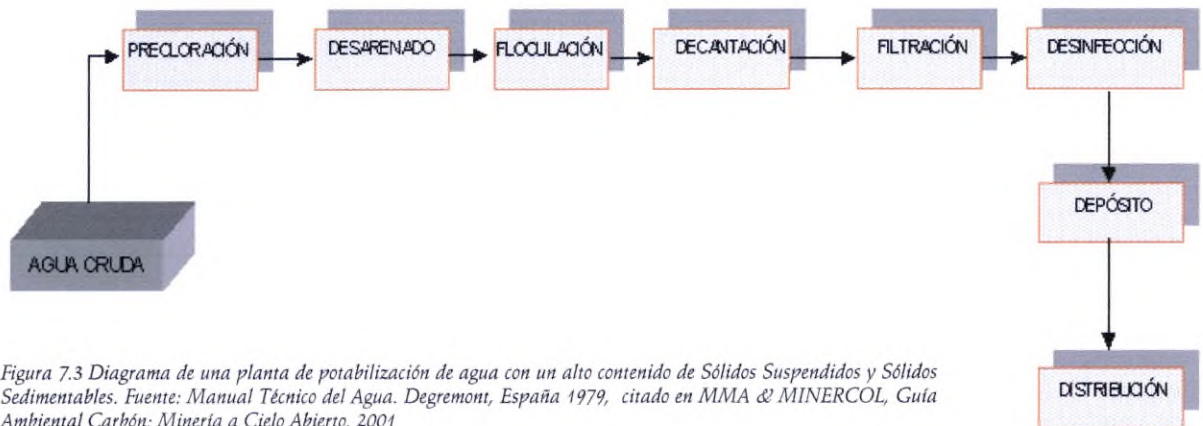 PRECLORACIÓN
DESARENADO
FLOCULACIÓN
DECANTACIÓN
FILTRACIÓN
DESINFECCIÓN
DEPÓSITO
AGUA CRUDA
DISTRIBUCIÓN
Figura 7.3 Diagrama de una planta de potabilización de agua con un alto contenido de Sólidos Suspendidos y Sólidos
Sedimentables. Fuente: Manual Técnico del Agua. Degremont, España 1979, citado en MMA & MINERCOL, Guía
Ambiental Carbón: Minería a Cielo Abierto, 2001